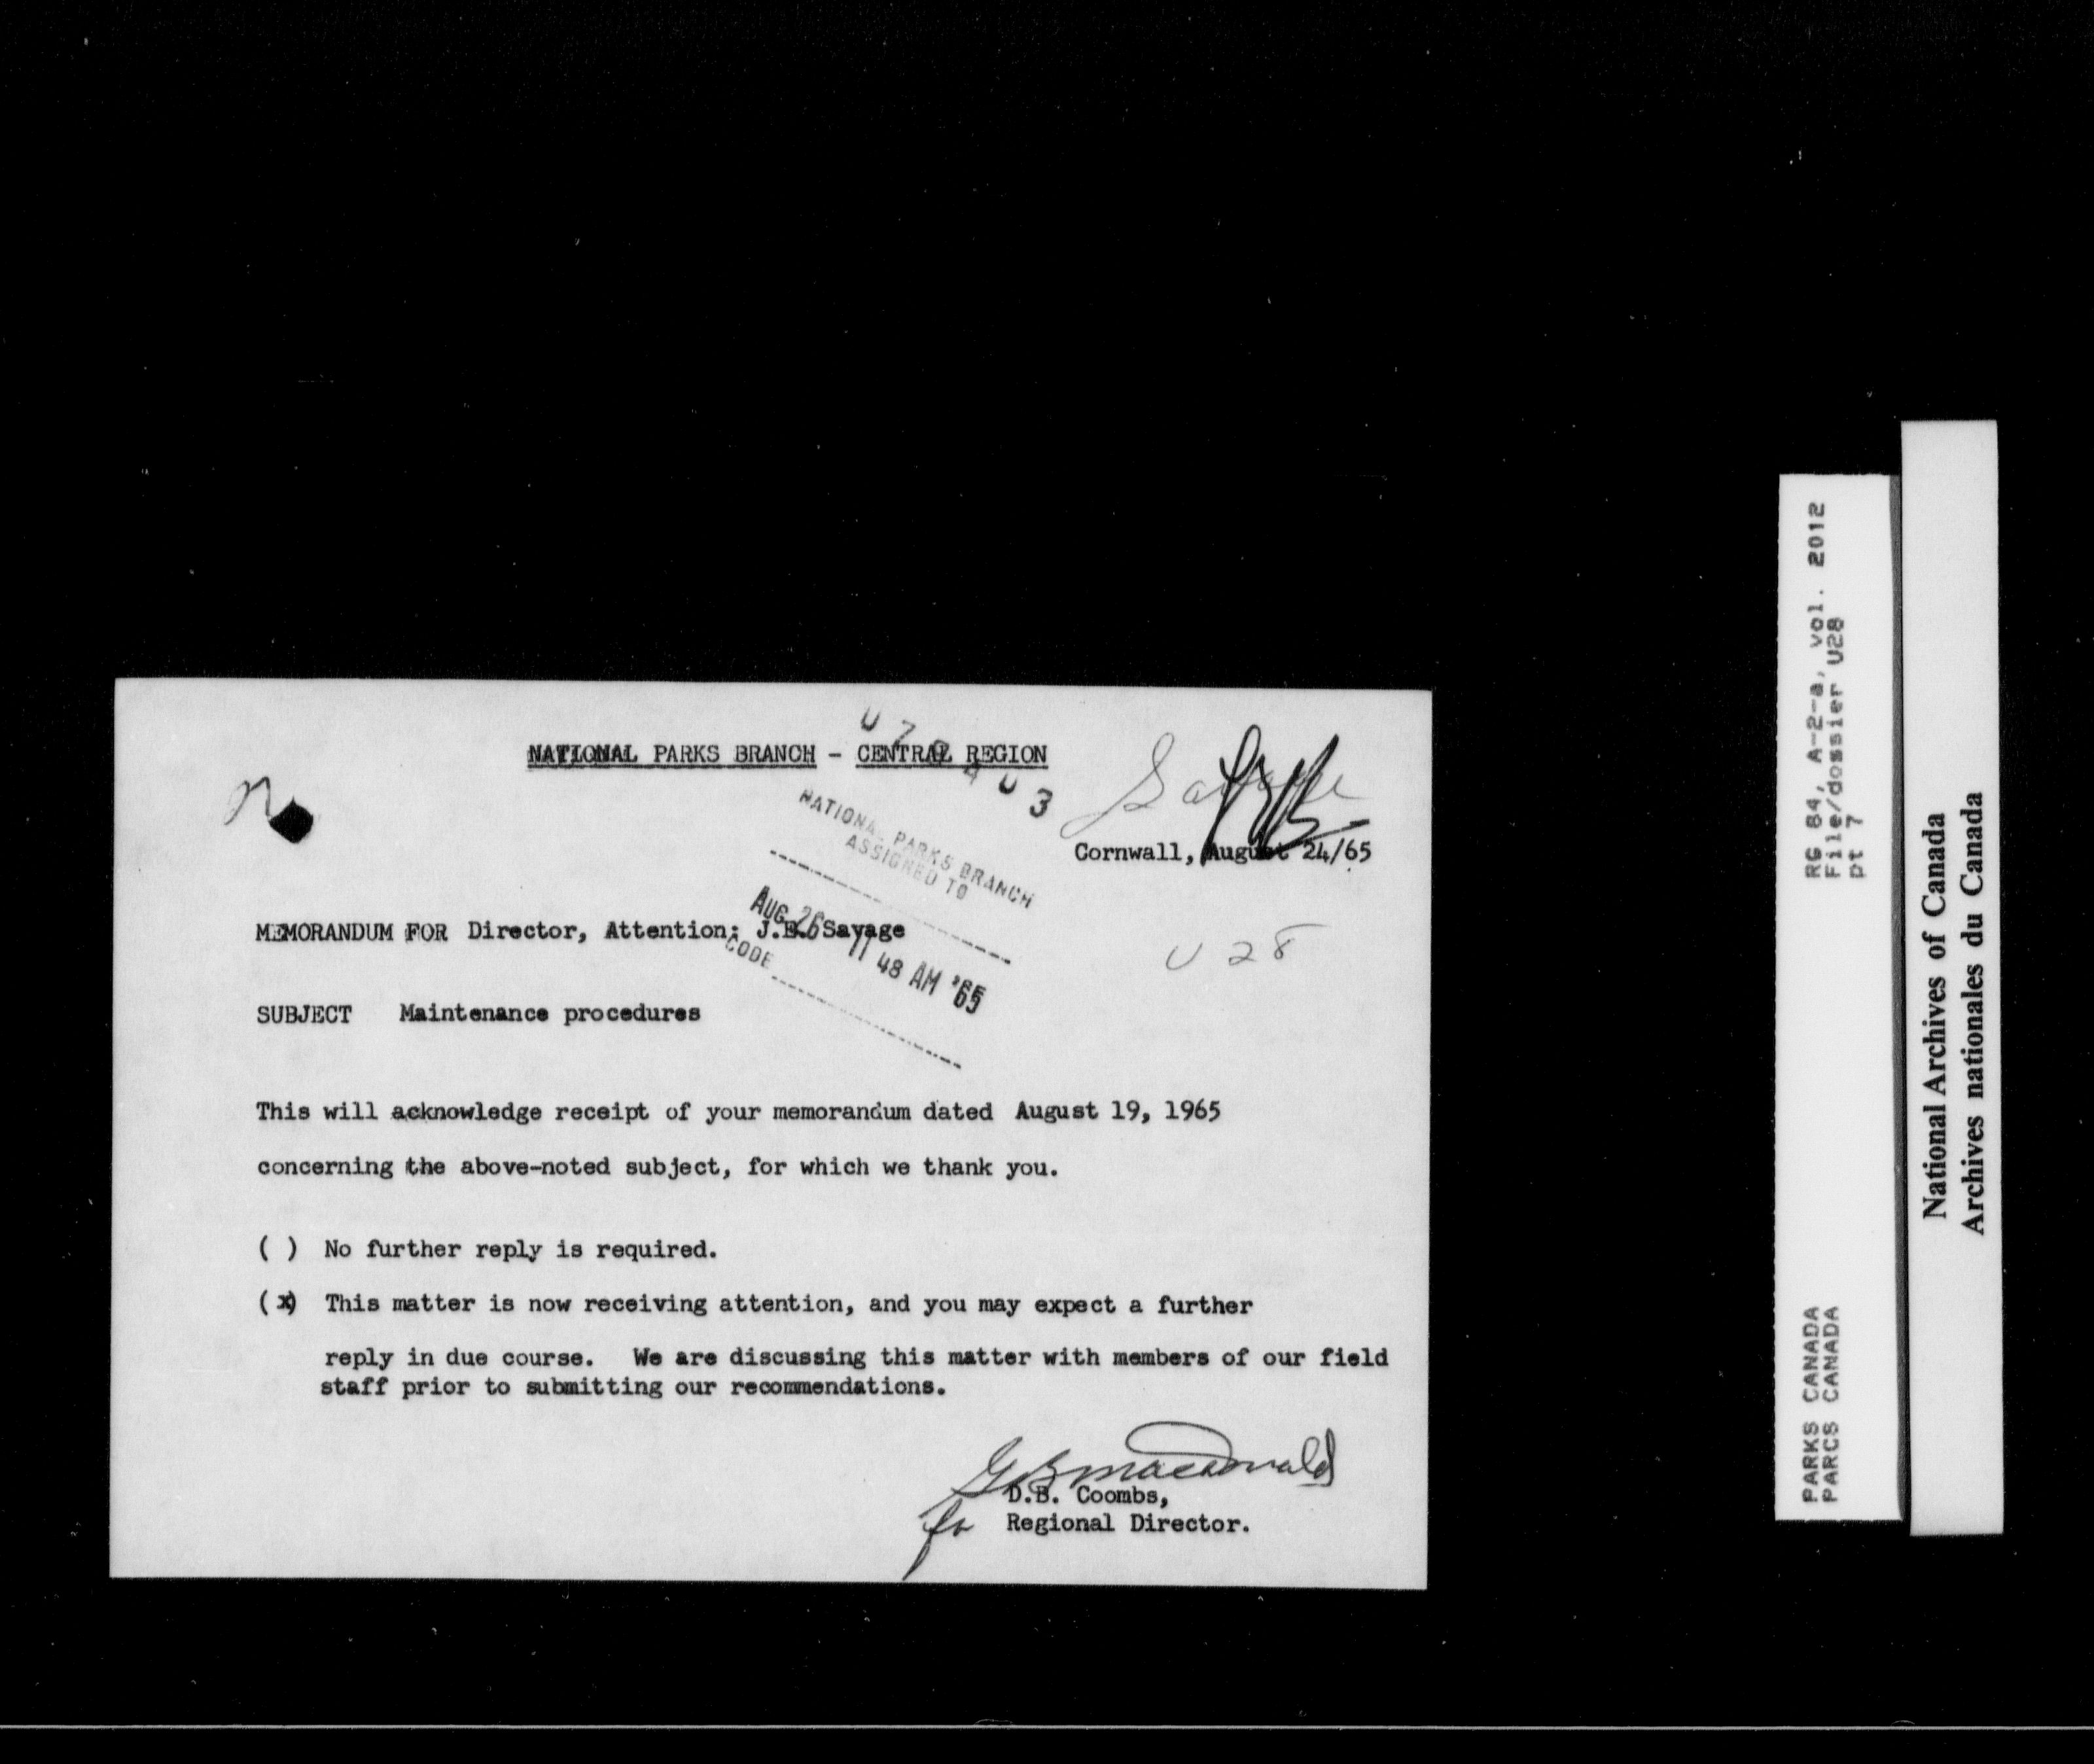 NATIONAL PARKS BRANCH - CENTRAL REGION
Savage
Cornwall, August 24/65
NATIONAL PARKS BRANCH
ASSIGNED TO
AUG 26 11 48 AM '65
CODE
MEMORANDUM FOR Director, Attention: J.E. Savage
U 28
SUBJECT Maintenance procedures
This will acknowledge receipt of your memorandum dated August 19, 1965
concerning the above-noted subject, for which we thank you.
( ) No further reply is required.
(x) This matter is now receiving attention, and you may expect a further
reply in due course. We are discussing this matter with members of our field
staff prior to submitting our recommendations.
G B Macdonald
D.B. Coombs,
for Regional Director.
RG 84, A-2-a, vol. 2012
File/dossier U28
pt 7
PARKS CANADA
PARCS CANADA
National Archives of Canada
Archives nationales du Canada